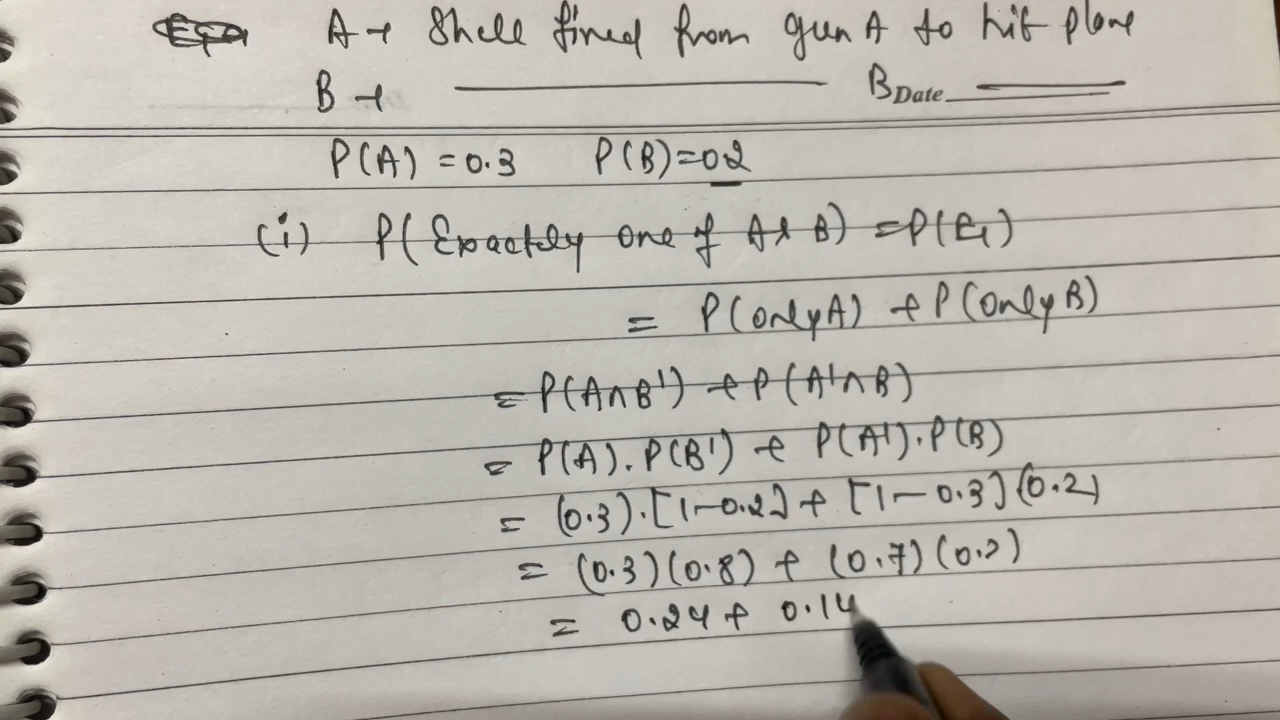 A → Shell fired from gun A to hit plane
B → ———— B ————
Date
P(A) = 0.3 P(B) = 0.2
(i) P(Exactely one of A & B) = P(E1)
= P(only A) + P(only B)
= P(A∩B') + P(A'∩B)
= P(A).P(B') + P(A').P(B)
= (0.3).[1-0.2] + [1-0.3](0.2)
= (0.3)(0.8) + (0.7)(0.2)
= 0.24 + 0.14